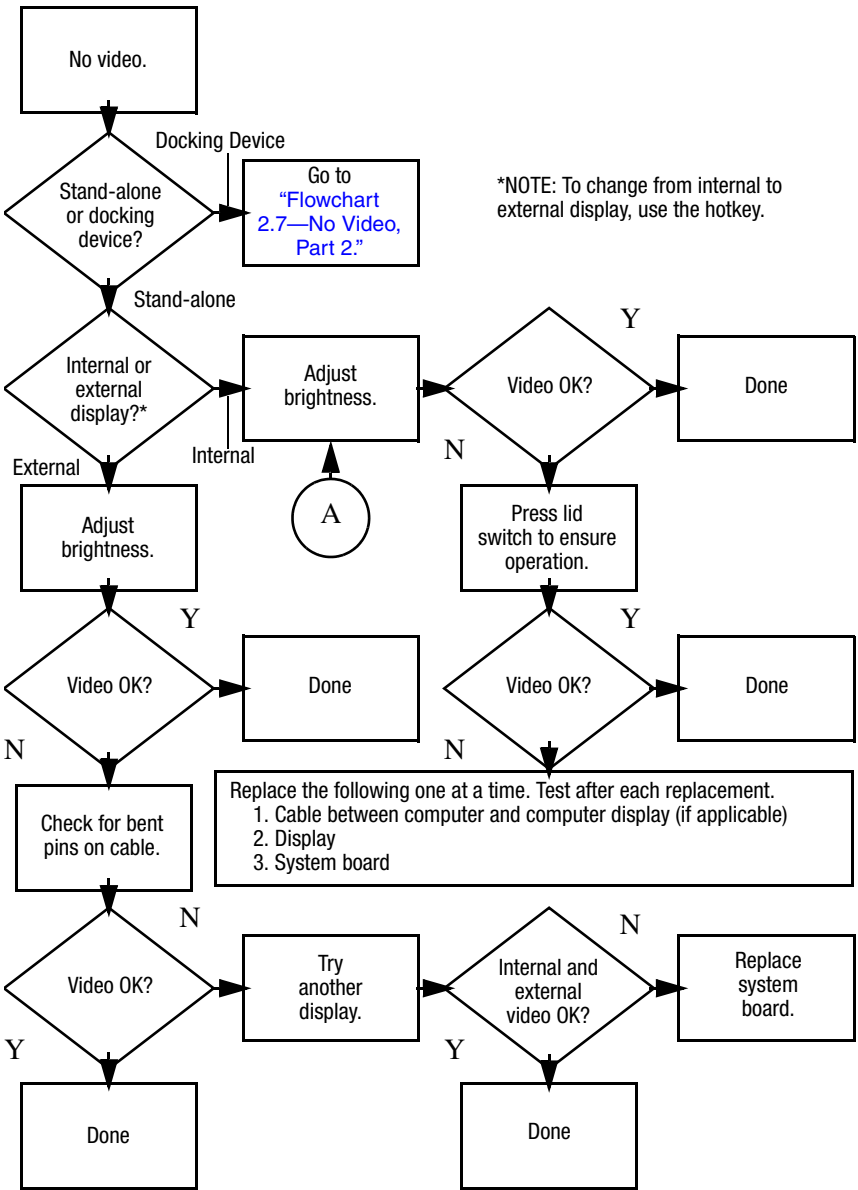 No video.
Docking Device
Stand-alone
or docking
device?
Go to
“Flowchart
2.7—No Video,
Part 2.”
*NOTE: To change from internal to
external display, use the hotkey.
Stand-alone
Internal or
external
display?*
Internal
External
Adjust
brightness.
Video OK?
Y
Done
N
A
Adjust
brightness.
Press lid
switch to ensure
operation.
Video OK?
Y
Done
N
Video OK?
Y
Done
N
Check for bent
pins on cable.
Replace the following one at a time. Test after each replacement.
1. Cable between computer and computer display (if applicable)
2. Display
3. System board
Video OK?
N
Y
Try
another
display.
Internal and
external
video OK?
N
Y
Replace
system
board.
Done
Done